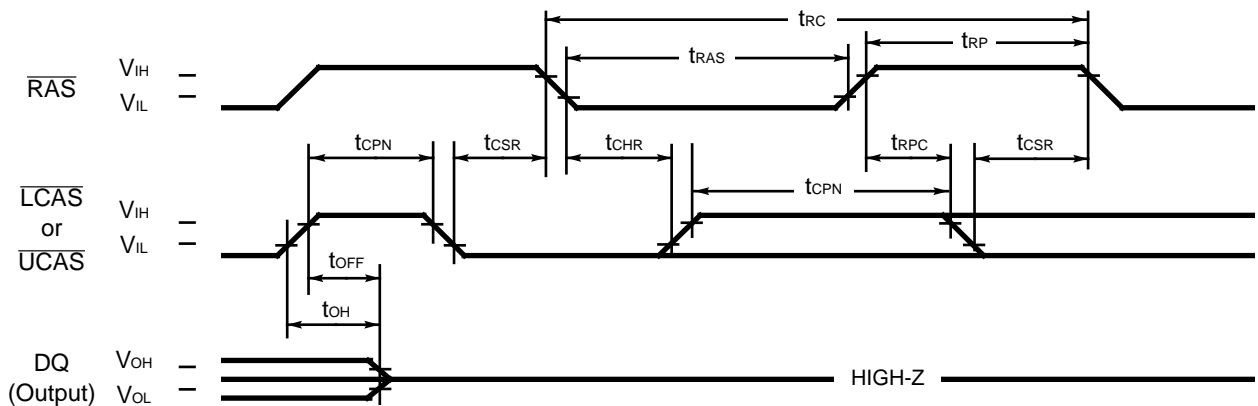 tRC
tRAS
tRP
RAS
VIH
VIL
tCPN
tCSR
tCHR
tRPC
tCSR
tCPN
LCAS
or
UCAS
VIH
VIL
tOFF
tOH
DQ
(Output)
VOH
VOL
HIGH-Z